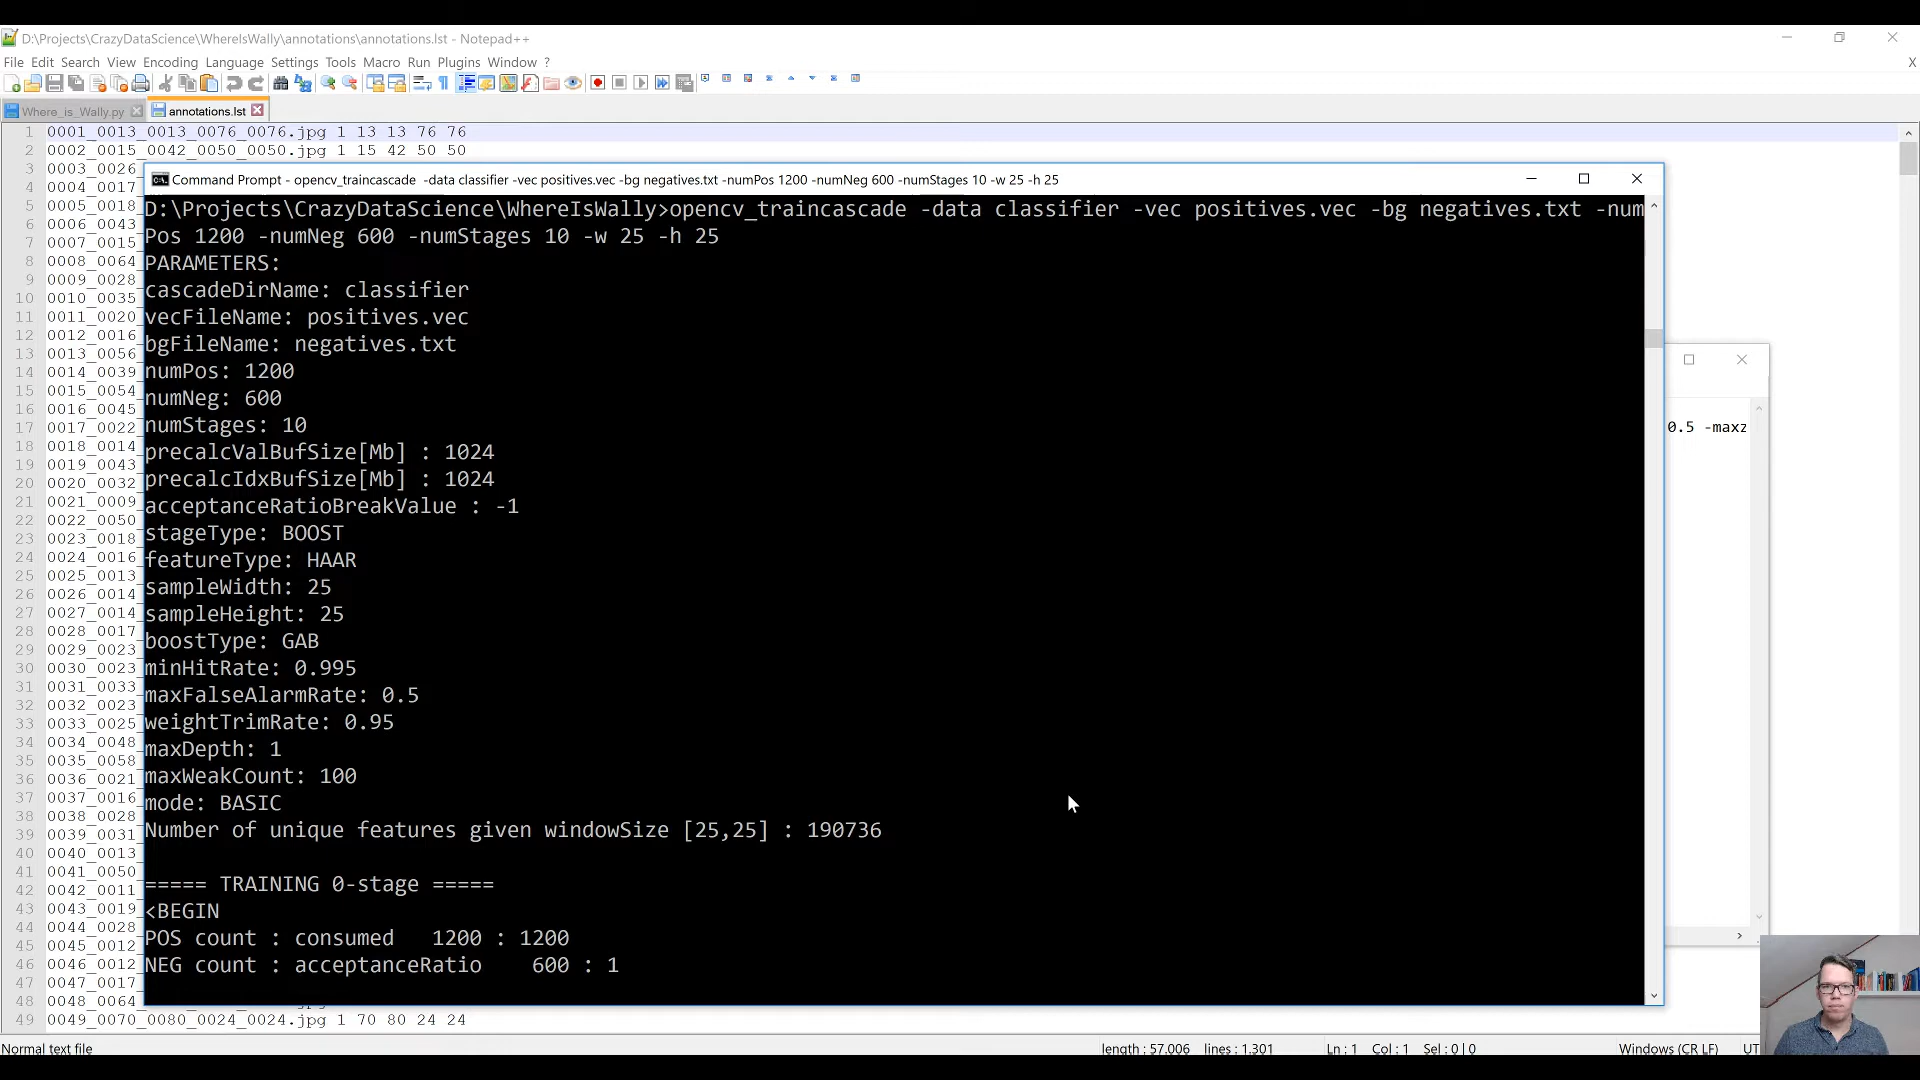 D:\Projects\CrazyDataScience\WhereIsWally\annotations\annotations.lst - Notepad++
File Edit Search View Encoding Language Settings Tools Macro Run Plugins Window ?
X
Where_is_Wally.py annotations.lst
1 0001_0013_0013_0076_0076.jpg 1 13 13 76 76
2 0002_0015_0042_0050_0050.jpg 1 15 42 50 50
3 0003_0026
4 0004_0017
5 0005_0018
6 0006_0043
7 0007_0015
8 0008_0064
9 0009_0028
10 0010_0035
11 0011_0020
12 0012_0016
13 0013_0056
14 0014_0039
15 0015_0054
16 0016_0045
17 0017_0022
18 0018_0014
19 0019_0043
20 0020_0032
21 0021_0009
22 0022_0050
23 0023_0018
24 0024_0016
25 0025_0013
26 0026_0014
27 0027_0014
28 0028_0017
29 0029_0023
30 0030_0023
31 0031_0033
32 0032_0023
33 0033_0025
34 0034_0048
35 0035_0058
36 0036_0021
37 0037_0016
38 0038_0028
39 0039_0031
40 0040_0013
41 0041_0050
42 0042_0011
43 0043_0019
44 0044_0028
45 0045_0012
46 0046_0012
47 0047_0017
48 0048_0064
49 0049_0070_0080_0024_0024.jpg 1 70 80 24 24
Command Prompt - opencv_traincascade -data classifier -vec positives.vec -bg negatives.txt -numPos 1200 -numNeg 600 -numStages 10 -w 25 -h 25
D:\Projects\CrazyDataScience\WhereIsWally>opencv_traincascade -data classifier -vec positives.vec -bg negatives.txt -num
Pos 1200 -numNeg 600 -numStages 10 -w 25 -h 25
PARAMETERS:
cascadeDirName: classifier
vecFileName: positives.vec
bgFileName: negatives.txt
numPos: 1200
numNeg: 600
numStages: 10
precalcValBufSize[Mb] : 1024
precalcIdxBufSize[Mb] : 1024
acceptanceRatioBreakValue : -1
stageType: BOOST
featureType: HAAR
sampleWidth: 25
sampleHeight: 25
boostType: GAB
minHitRate: 0.995
maxFalseAlarmRate: 0.5
weightTrimRate: 0.95
maxDepth: 1
maxWeakCount: 100
mode: BASIC
Number of unique features given windowSize [25,25] : 190736
===== TRAINING 0-stage =====
<BEGIN
POS count : consumed 1200 : 1200
NEG count : acceptanceRatio 600 : 1
0.5 -maxz
Normal text file length : 57.006 lines : 1.301 Ln : 1 Col : 1 Sel : 0 | 0 Windows (CR LF) UT